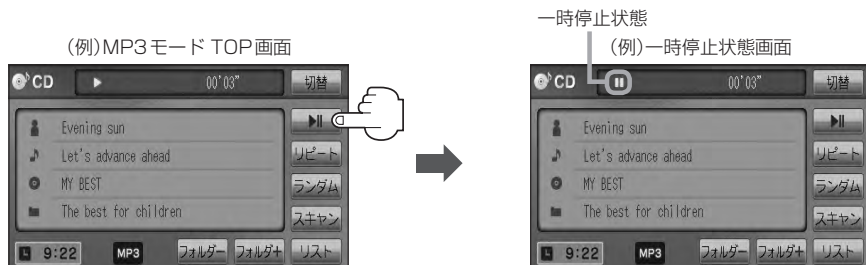 一時停止状態
(例)MP3モード TOP画面
CD 00'03" 切替
Evening sun
Let's advance ahead
リピート
MY BEST
ランダム
The best for children
スキャン
9:22 MP3 フォルダー フォルダ+ リスト
(例)一時停止状態画面
CD 00'03" 切替
Evening sun
Let's advance ahead
リピート
MY BEST
ランダム
The best for children
スキャン
9:22 MP3 フォルダー フォルダ+ リスト